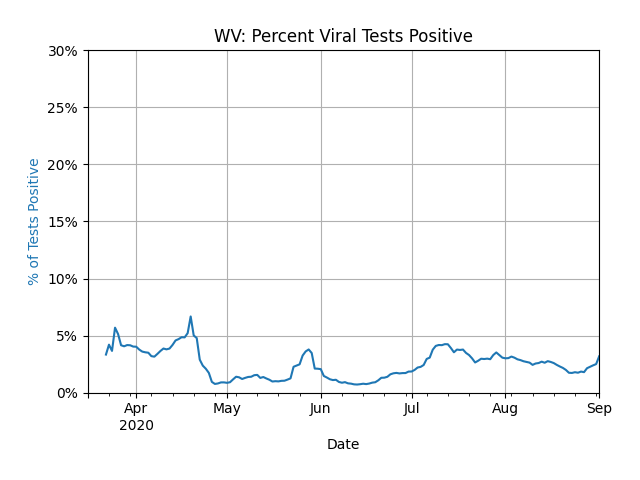 WV: Percent Viral Tests Positive
30%
25%
20%
15%
10%
5%
0%
% of Tests Positive
Apr
2020
May
Jun
Jul
Aug
Sep
Date